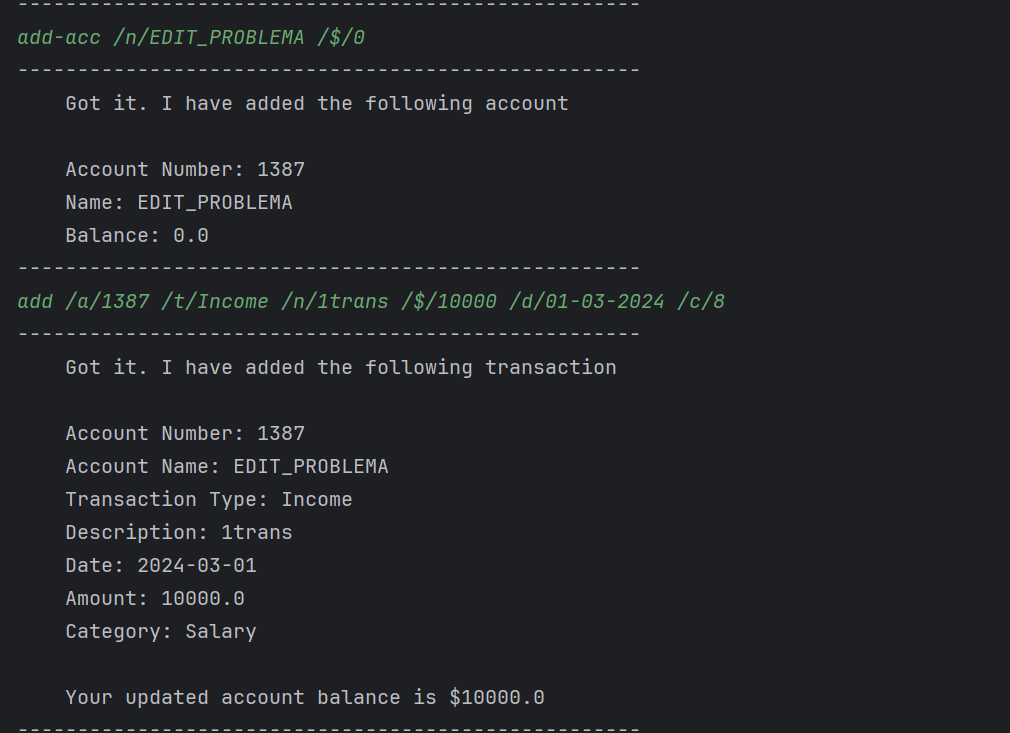 ----------------------------------------------------
add-acc /n/EDIT_PROBLEMA /$/0
----------------------------------------------------
Got it. I have added the following account
Account Number: 1387
Name: EDIT_PROBLEMA
Balance: 0.0
----------------------------------------------------
add /a/1387 /t/Income /n/1trans /$/10000 /d/01-03-2024 /c/8
----------------------------------------------------
Got it. I have added the following transaction
Account Number: 1387
Account Name: EDIT_PROBLEMA
Transaction Type: Income
Description: 1trans
Date: 2024-03-01
Amount: 10000.0
Category: Salary
Your updated account balance is $10000.0
----------------------------------------------------